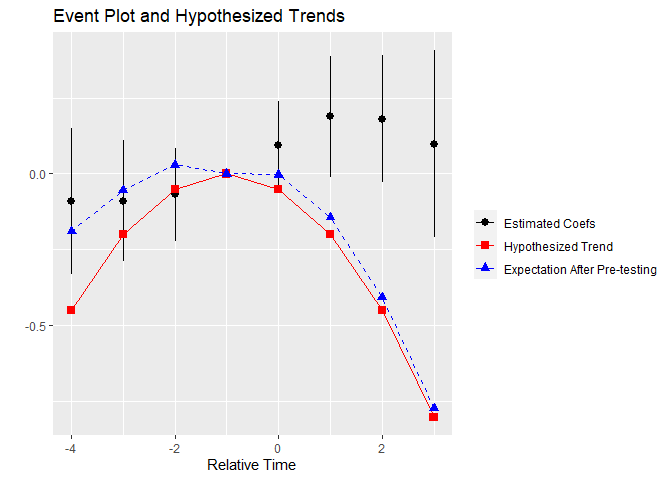 Event Plot and Hypothesized Trends
0.0
-0.5
-4
-2
0
2
Relative Time
Estimated Coefs
Hypothesized Trend
Expectation After Pre-testing